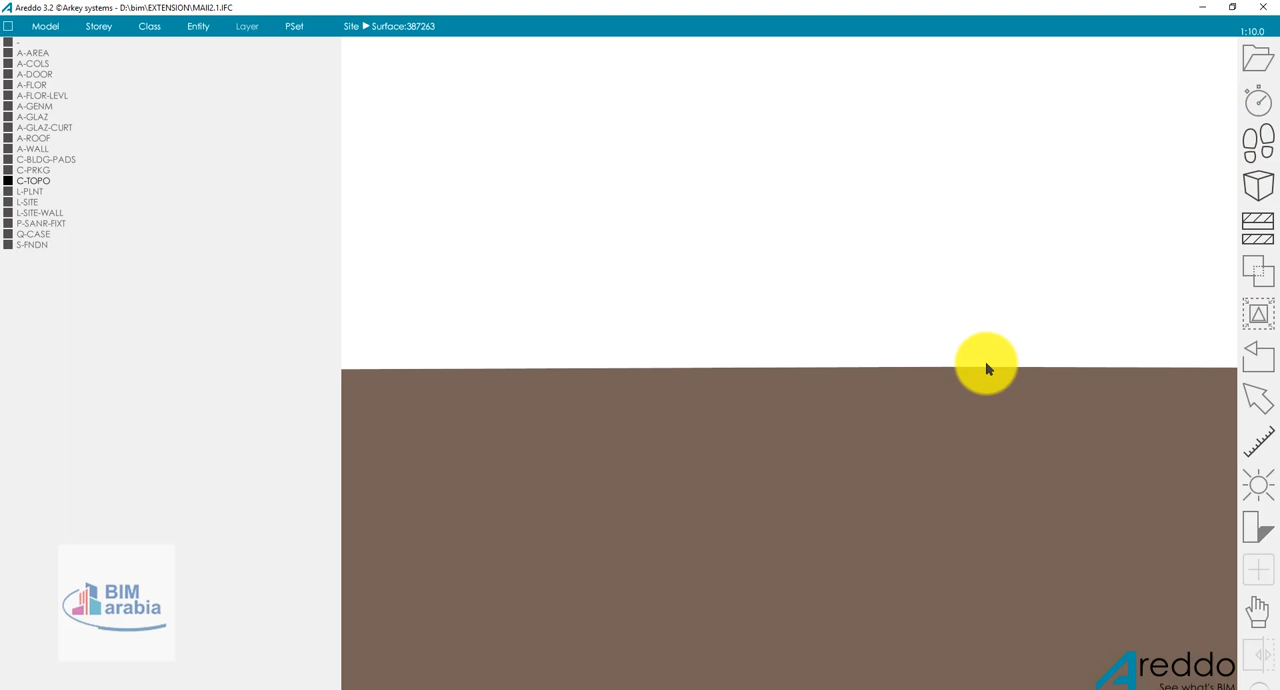 Areddo 3.2 ©Arkey systems - D:\bim\EXTENSION\MAll2.1.IFC
Model Storey Class Entity Layer PSet Site ▶ Surface:387263
1:10.0
-
A-AREA
A-COLS
A-DOOR
A-FLOR
A-FLOR-LEVL
A-GENM
A-GLAZ
A-GLAZ-CURT
A-ROOF
A-WALL
C-BLDG-PADS
C-PRKG
C-TOPO
L-PLNT
L-SITE
L-SITE-WALL
P-SANR-FIXT
Q-CASE
S-FNDN
BIM
arabia
Areddo
See what's BIM